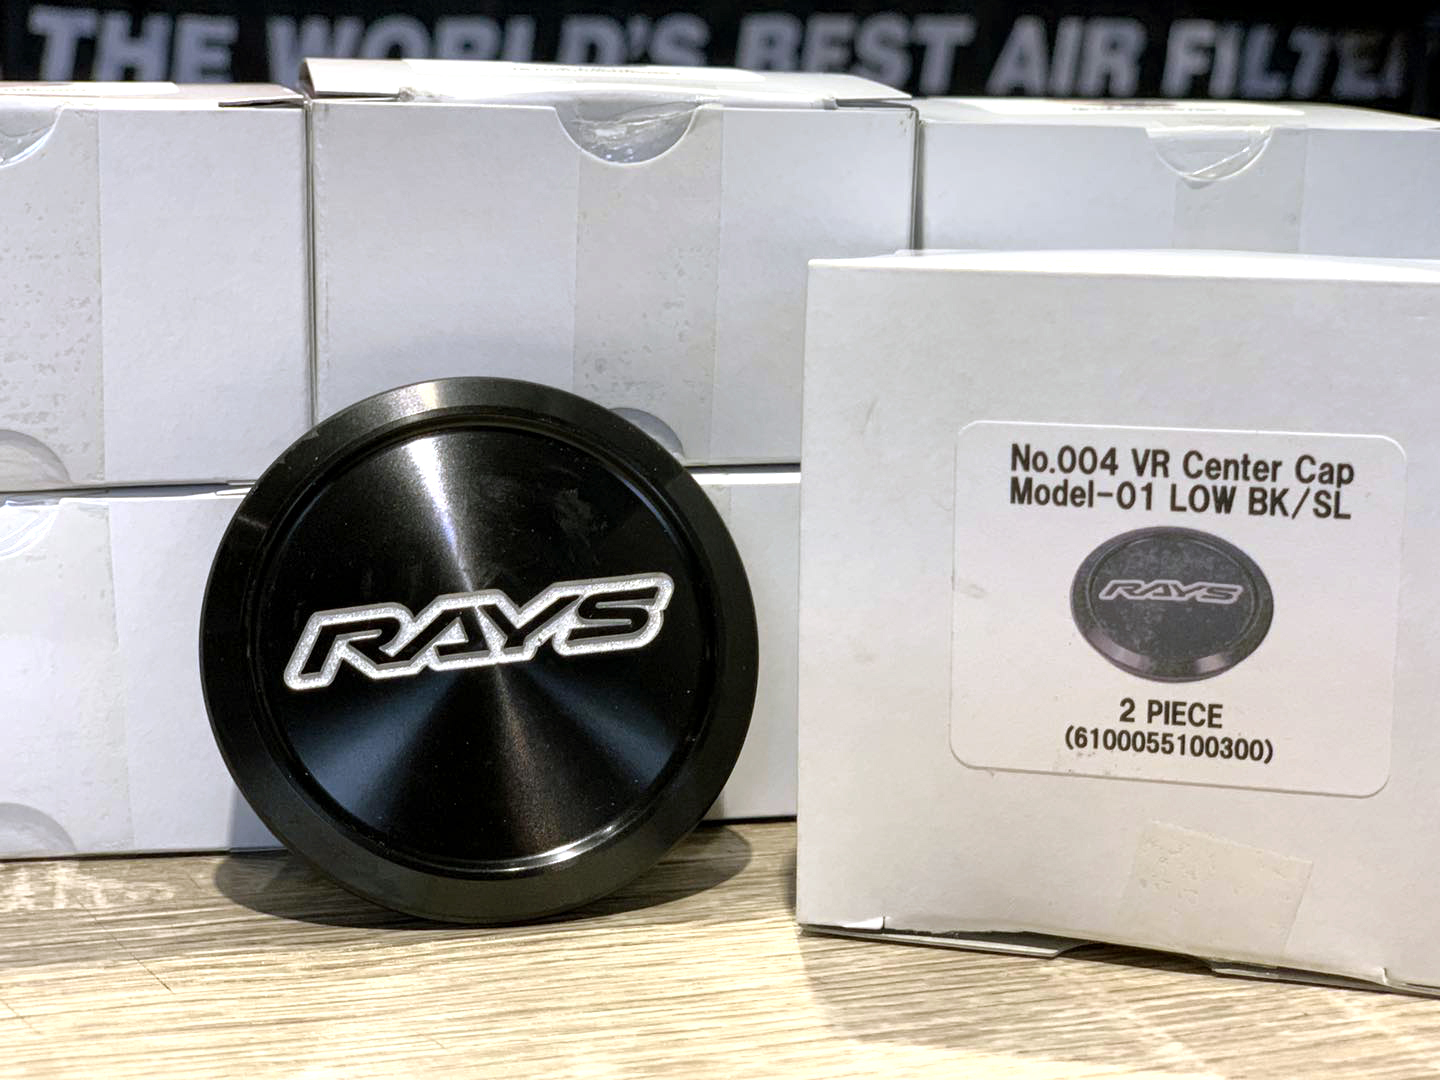 THE WORLD'S BEST AIR FILTER
RAYS
No.004 VR Center Cap
Model-01 LOW BK/SL
RAYS
2 PIECE
(6100055100300)